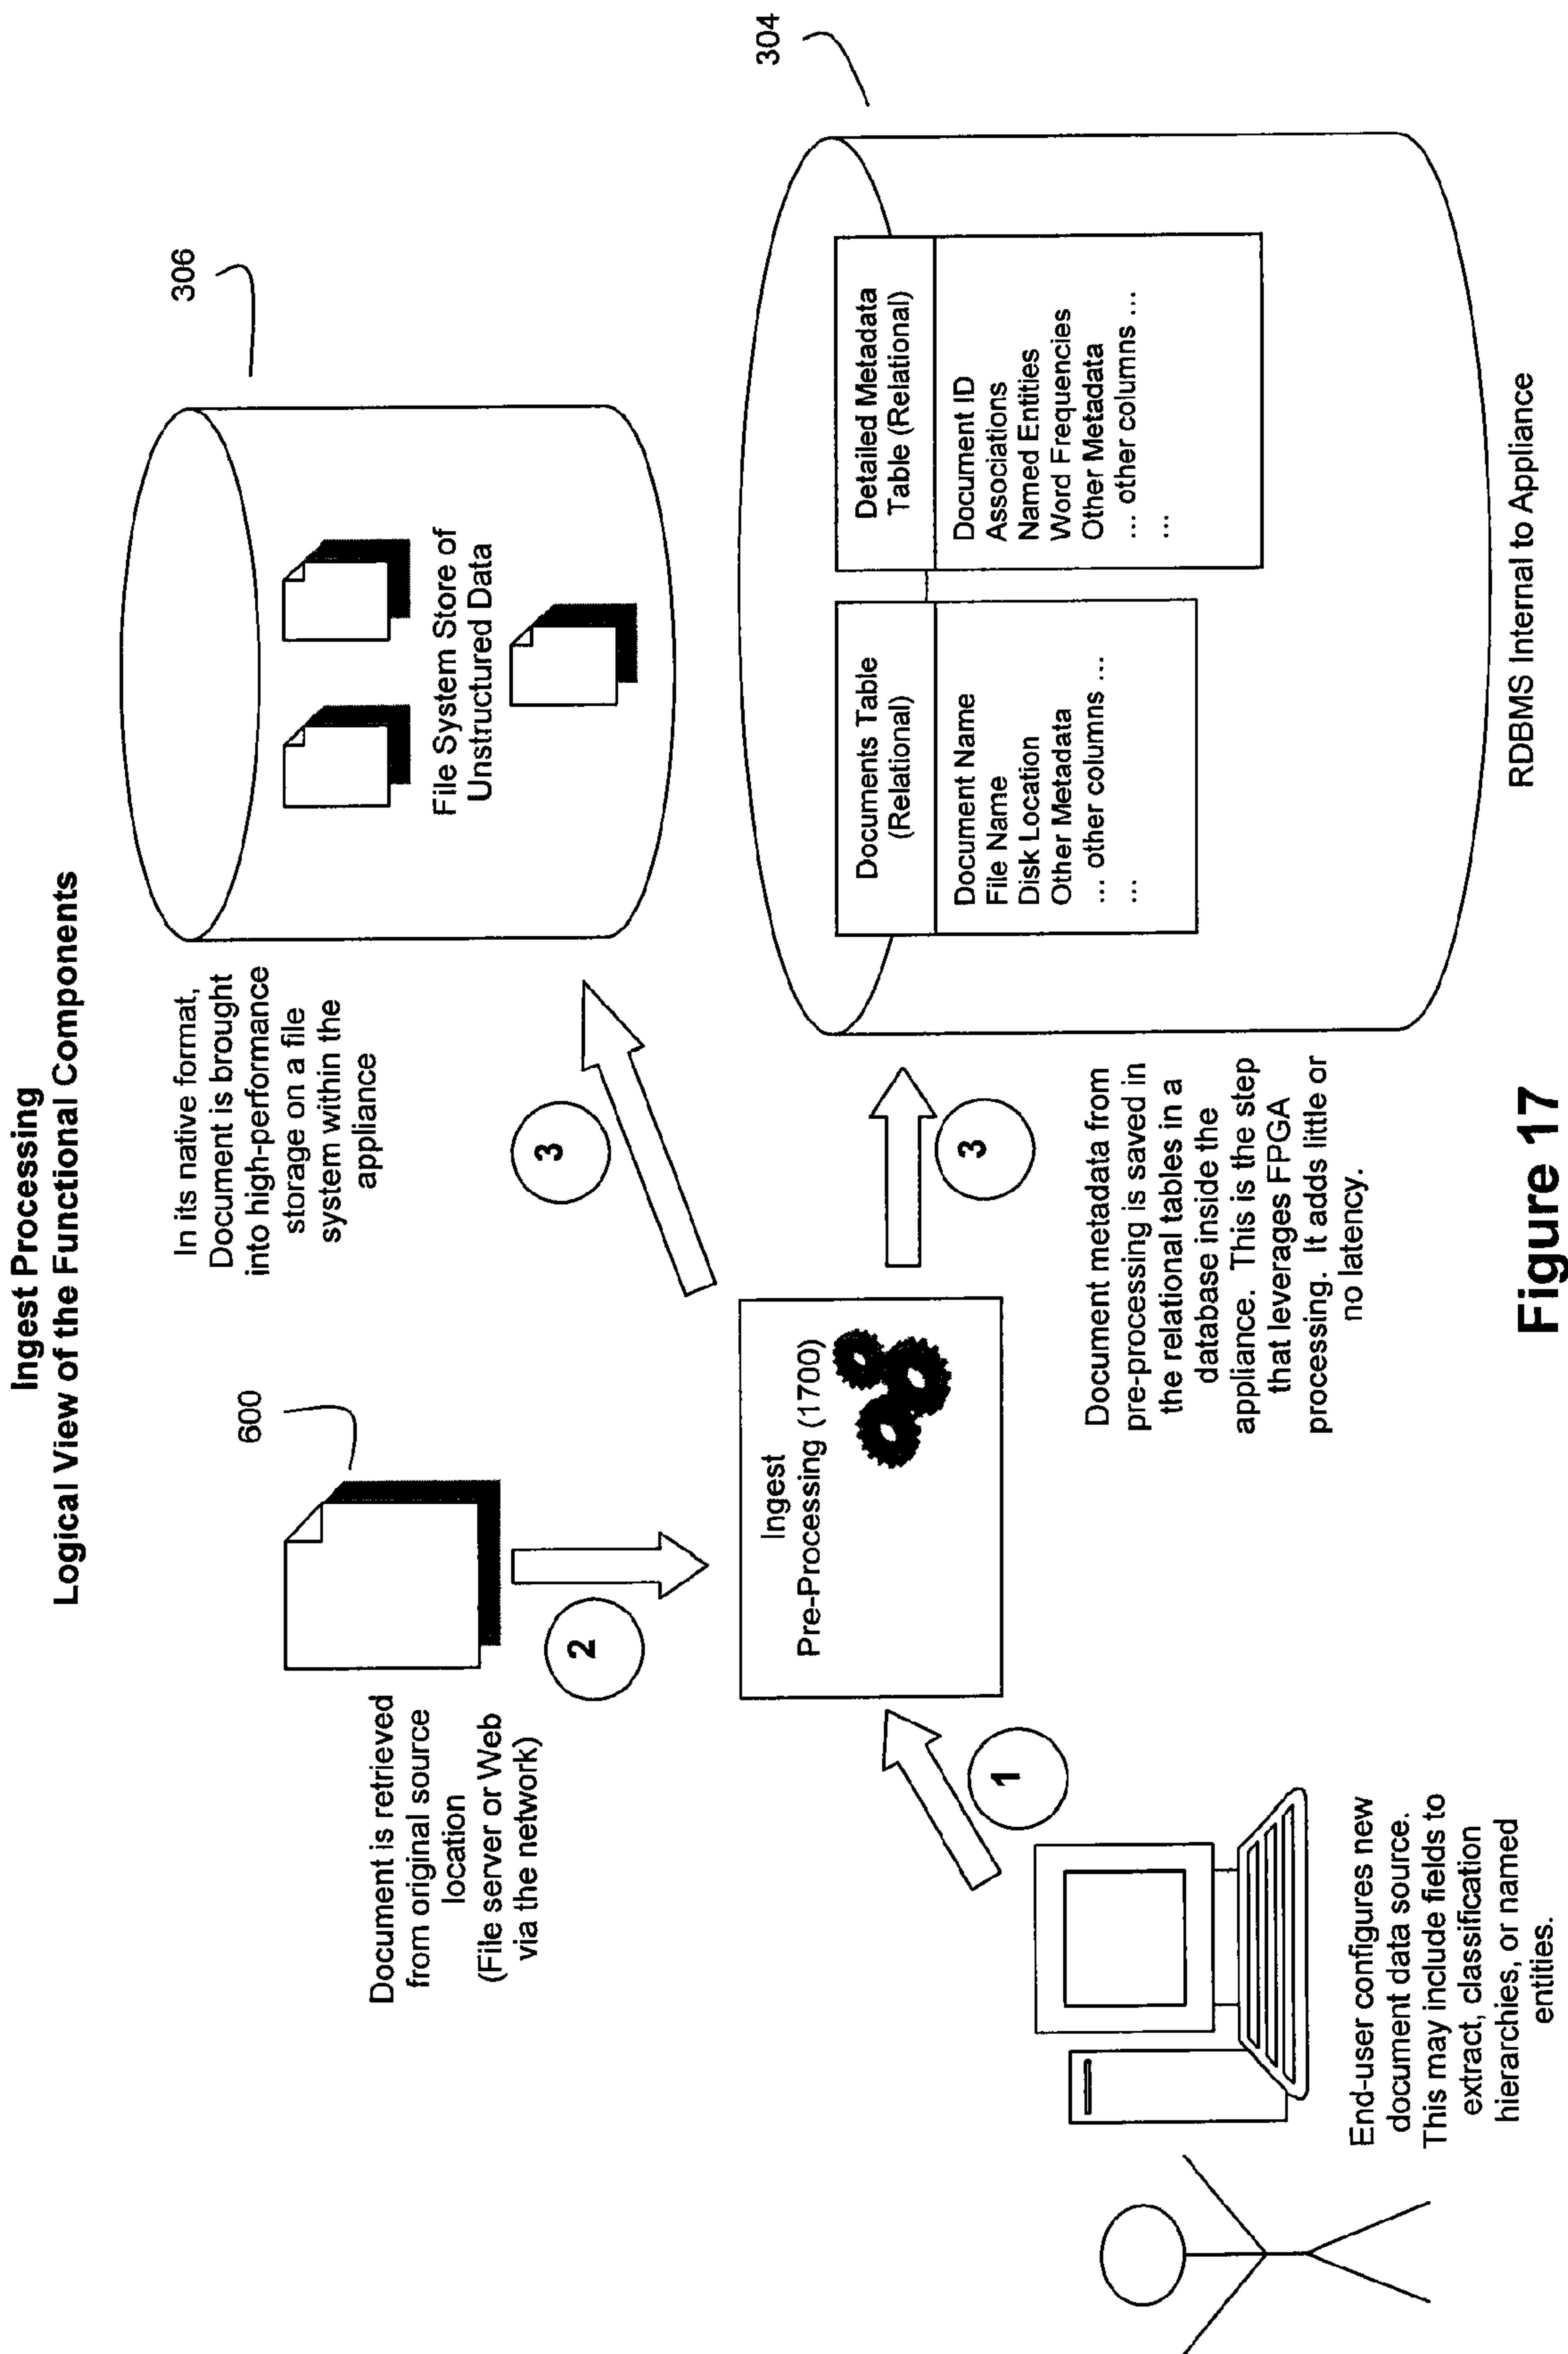 Ingest Processing
Logical View of the Functional Components
600
306
304
In its native format,
Document is brought
into high-performance
storage on a file
system within the
appliance
Document is retrieved
from original source
location
(File server or Web
via the network)
File System Store of
Unstructured Data
2
3
Ingest
Pre-Processing (1700)
1
3
Documents Table
(Relational)
Document Name
File Name
Disk Location
Other Metadata
... other columns ...
...
Detailed Metadata
Table (Relational)
Document ID
Associations
Named Entities
Word Frequencies
Other Metadata
... other columns ...
...
Document metadata from
pre-processing is saved in
the relational tables in a
database inside the
appliance. This is the step
that leverages FPGA
processing. It adds little or
no latency.
End-user configures new
document data source.
This may include fields to
extract, classification
hierarchies, or named
entities.
RDBMS Internal to Appliance
Figure 17